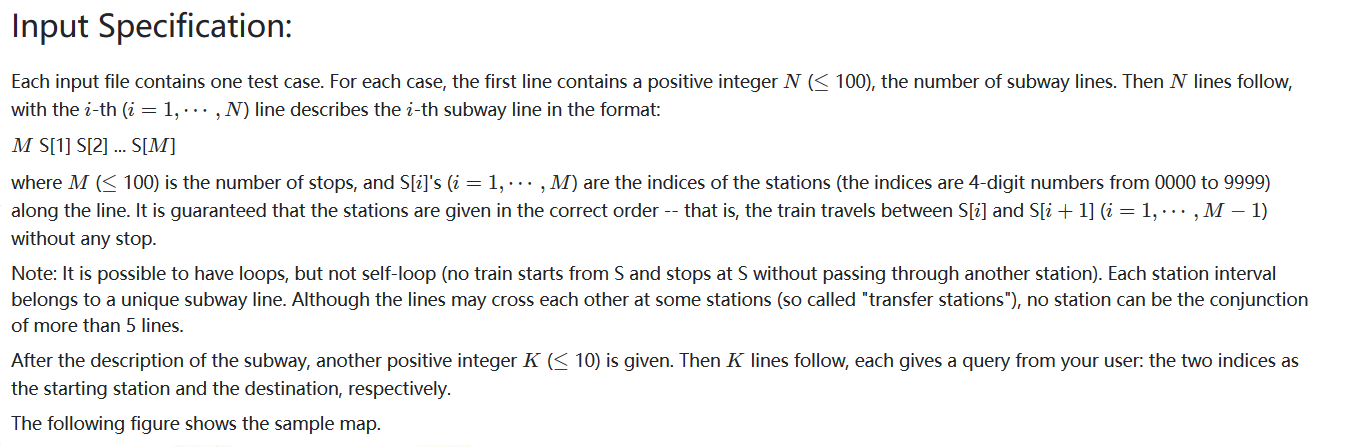 Input Specification:
Each input file contains one test case. For each case, the first line contains a positive integer N (≤ 100), the number of subway lines. Then N lines follow,
with the i-th (i = 1, ⋯ , N) line describes the i-th subway line in the format:
M S[1] S[2] ... S[M]
where M (≤ 100) is the number of stops, and S[i]'s (i = 1, ⋯ , M) are the indices of the stations (the indices are 4-digit numbers from 0000 to 9999)
along the line. It is guaranteed that the stations are given in the correct order -- that is, the train travels between S[i] and S[i + 1] (i = 1, ⋯ , M − 1)
without any stop.
Note: It is possible to have loops, but not self-loop (no train starts from S and stops at S without passing through another station). Each station interval
belongs to a unique subway line. Although the lines may cross each other at some stations (so called "transfer stations"), no station can be the conjunction
of more than 5 lines.
After the description of the subway, another positive integer K (≤ 10) is given. Then K lines follow, each gives a query from your user: the two indices as
the starting station and the destination, respectively.
The following figure shows the sample map.